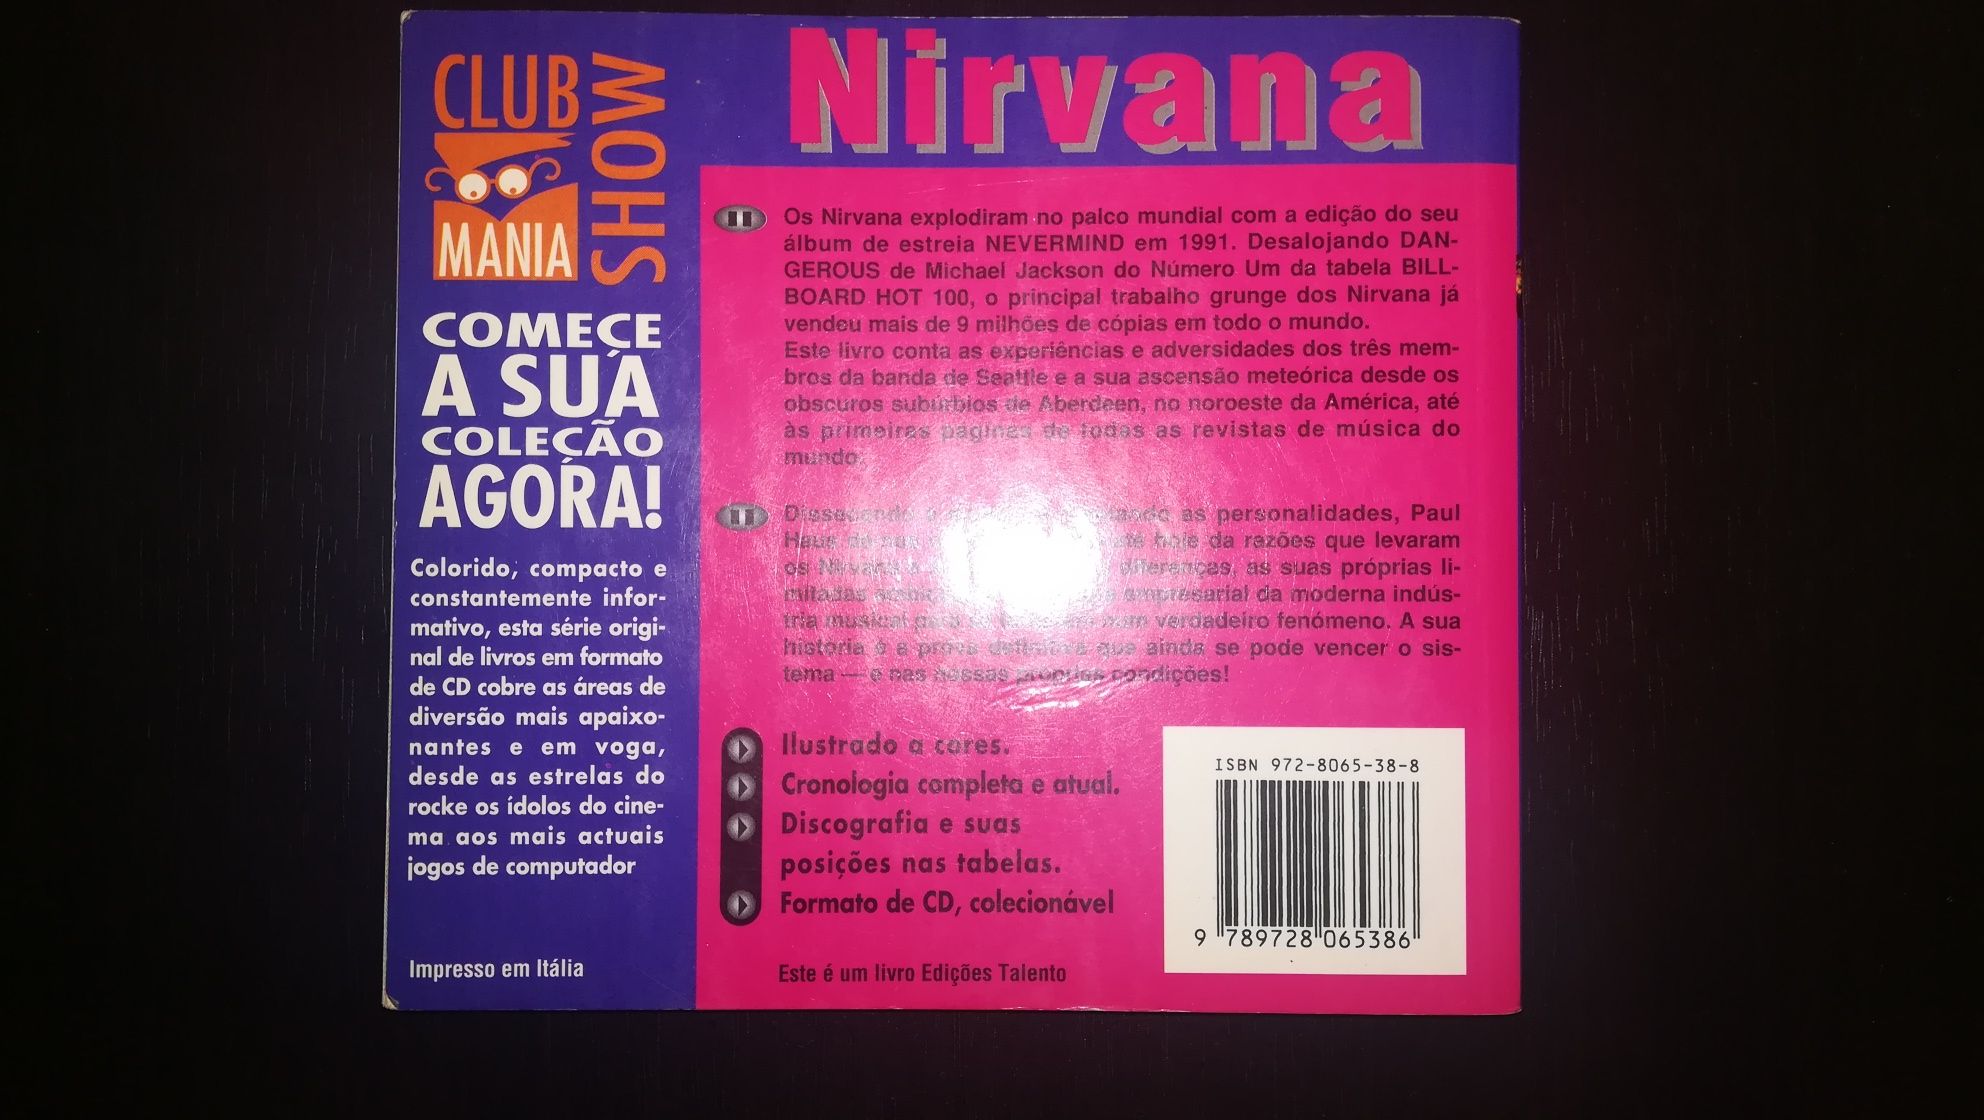 CLUB
MANIA
SHOW
COMECE
A SUA
COLEÇÃO
AGORA!
Colorido, compacto e
constantemente infor-
mativo, esta série origi-
nal de livros em formato
de CD cobre as áreas de
diversão mais apaixo-
nantes e em voga,
desde as estrelas do
rocke os ídolos do cine-
ma aos mais actuais
jogos de computador
Impresso em Itália
Nirvana
Os Nirvana explodiram no palco mundial com a edição do seu
álbum de estreia NEVERMIND em 1991. Desalojando DAN-
GEROUS de Michael Jackson do Número Um da tabela BILL-
BOARD HOT 100, o principal trabalho grunge dos Nirvana já
vendeu mais de 9 milhões de cópias em todo o mundo.
Este livro conta as experiências e adversidades dos três mem-
bros da banda de Seattle e a sua ascensão meteórica desde os
obscuros subúrbios de Aberdeen, no noroeste da América, até
às primeiras páginas de todas as revistas de música do
mundo.
Dissecando as personalidades, Paul
Haus hoje da razões que levaram
os Nirvana diferenças, as suas próprias li-
mitadas empresarial da moderna indús-
tria musical verdadeiro fenómeno. A sua
história é a prova definitiva que ainda se pode vencer o sis-
tema — e nas nossas próprias condições!
Ilustrado a cores.
Cronologia completa e atual.
Discografia e suas
posições nas tabelas.
Formato de CD, colecionável
Este é um livro Edições Talento
ISBN 972-8065-38-8
9 789728 065386